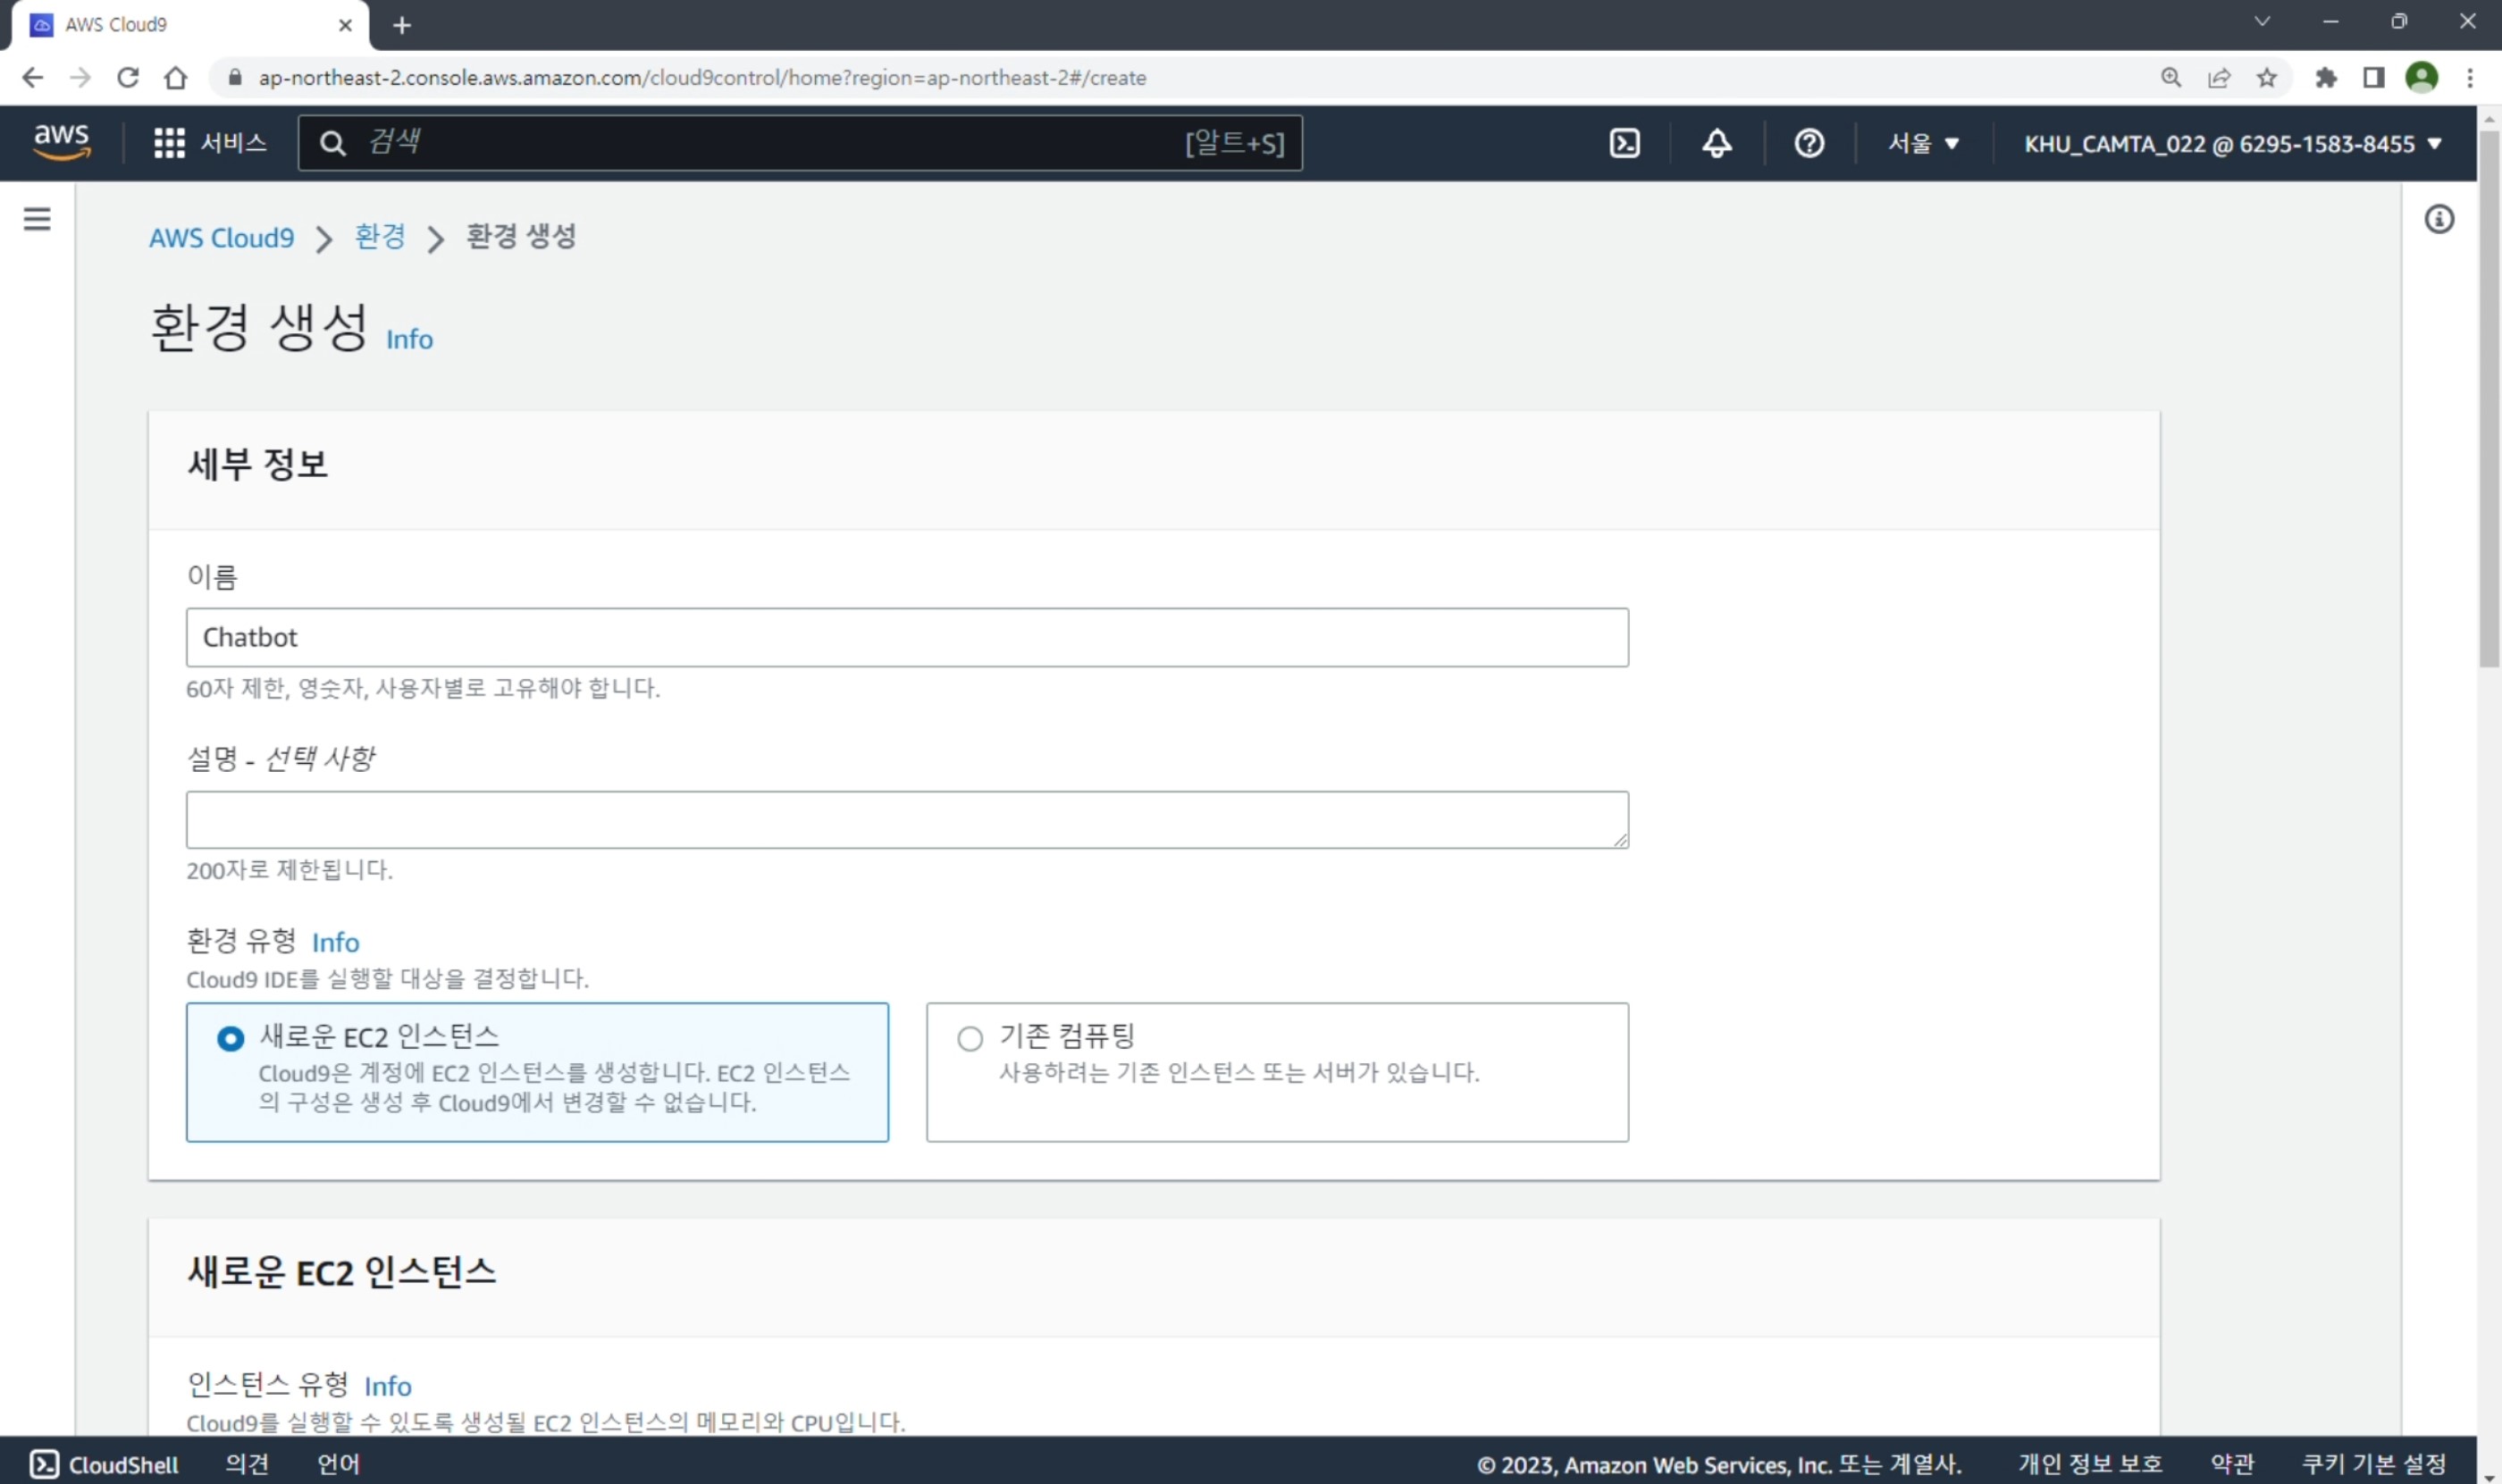 AWS Cloud9
ap-northeast-2.console.aws.amazon.com/cloud9control/home?region=ap-northeast-2#/create
aws 서비스 검색 [알트+S] 서울 KHU_CAMTA_022 @ 6295-1583-8455
AWS Cloud9 환경 환경 생성
환경 생성 Info
세부 정보
이름
Chatbot
60자 제한, 영숫자, 사용자별로 고유해야 합니다.
설명 - 선택 사항
200자로 제한됩니다.
환경 유형 Info
Cloud9 IDE를 실행할 대상을 결정합니다.
새로운 EC2 인스턴스
Cloud9은 계정에 EC2 인스턴스를 생성합니다. EC2 인스턴스
의 구성은 생성 후 Cloud9에서 변경할 수 없습니다.
기존 컴퓨팅
사용하려는 기존 인스턴스 또는 서버가 있습니다.
새로운 EC2 인스턴스
인스턴스 유형 Info
Cloud9를 실행할 수 있도록 생성될 EC2 인스턴스의 메모리와 CPU입니다.
CloudShell 의견 언어 © 2023, Amazon Web Services, Inc. 또는 계열사. 개인 정보 보호 약관 쿠키 기본 설정